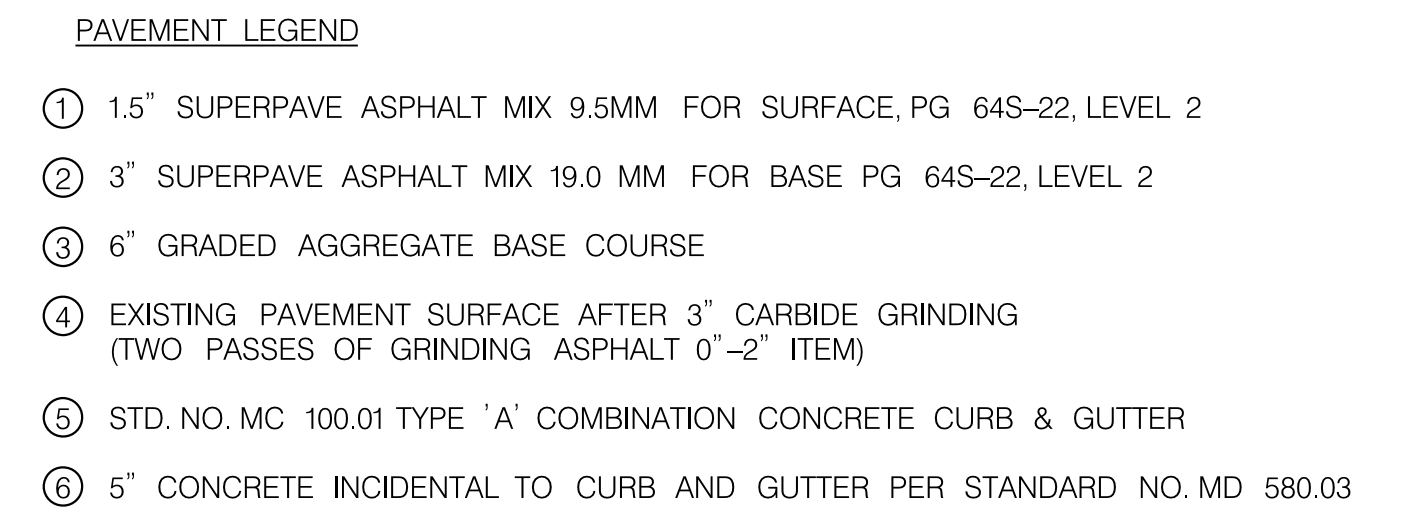 PAVEMENT LEGEND
1 1.5" SUPERPAVE ASPHALT MIX 9.5MM FOR SURFACE, PG 64S–22, LEVEL 2
2 3" SUPERPAVE ASPHALT MIX 19.0 MM FOR BASE PG 64S–22, LEVEL 2
3 6" GRADED AGGREGATE BASE COURSE
4 EXISTING PAVEMENT SURFACE AFTER 3" CARBIDE GRINDING
(TWO PASSES OF GRINDING ASPHALT 0"–2" ITEM)
5 STD. NO. MC 100.01 TYPE 'A' COMBINATION CONCRETE CURB & GUTTER
6 5" CONCRETE INCIDENTAL TO CURB AND GUTTER PER STANDARD NO. MD 580.03